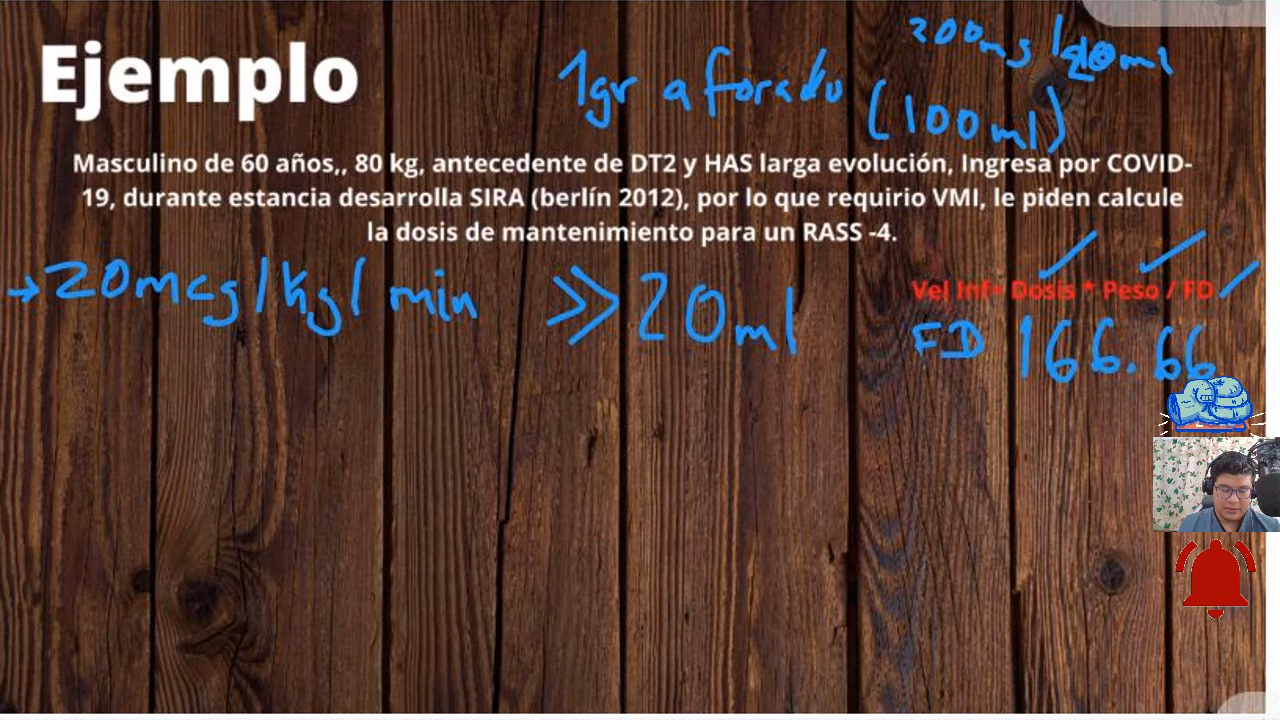 Ejemplo
200mg /
ml
1gr aforado (100ml)
Masculino de 60 años,, 80 kg, antecedente de DT2 y HAS larga evolución, Ingresa por COVID-
19, durante estancia desarrolla SIRA (berlín 2012), por lo que requirio VMI, le piden calcule
la dosis de mantenimiento para un RASS -4.
→20mcg/kg/min >> 20ml
Vel Inf= Dosis * Peso / FD
FD 166.66